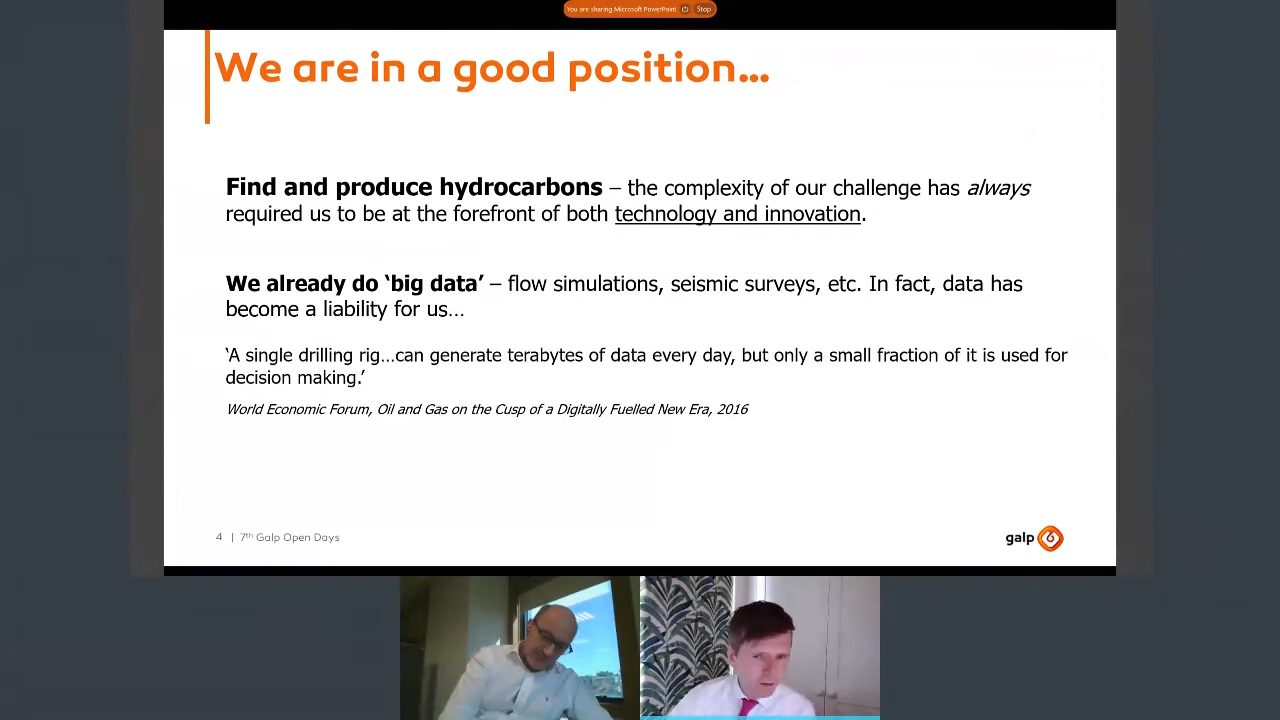 You are sharing Microsoft PowerPoint Stop
We are in a good position...
Find and produce hydrocarbons – the complexity of our challenge has always
required us to be at the forefront of both technology and innovation.
We already do ‘big data’ – flow simulations, seismic surveys, etc. In fact, data has
become a liability for us…
‘A single drilling rig…can generate terabytes of data every day, but only a small fraction of it is used for
decision making.’
World Economic Forum, Oil and Gas on the Cusp of a Digitally Fuelled New Era, 2016
4 | 7th Galp Open Days
galp